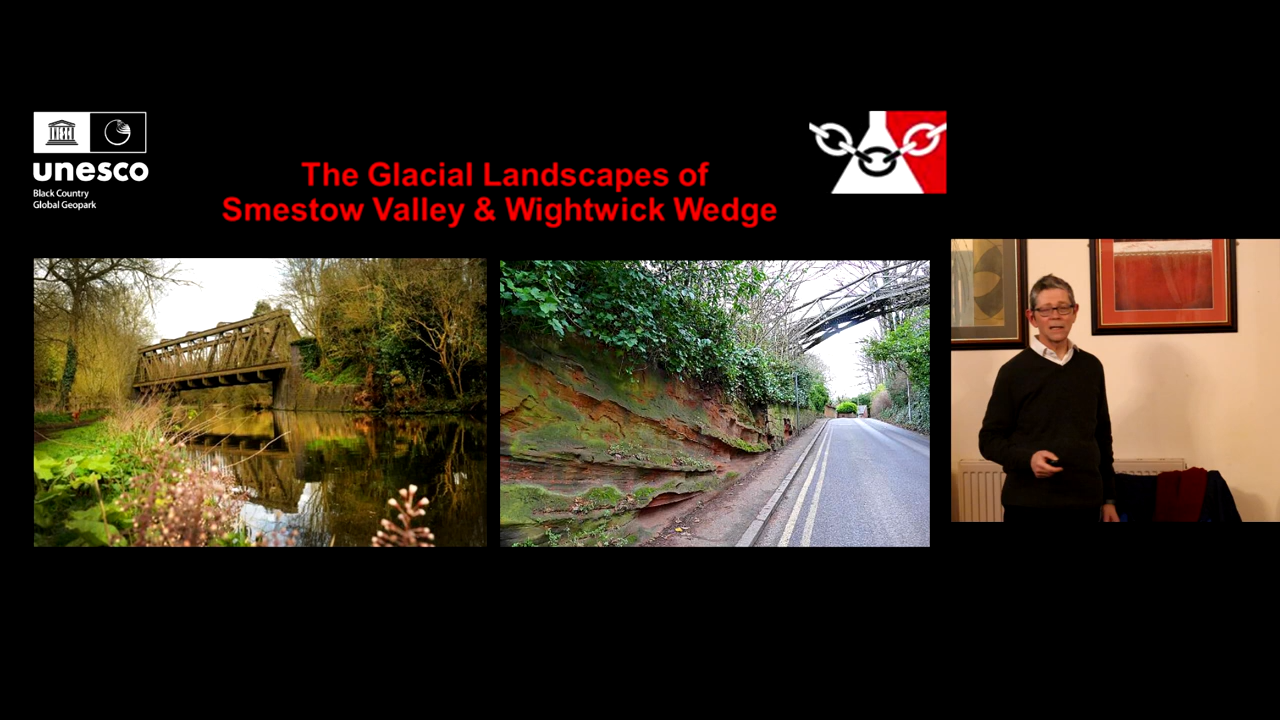 unesco
Black Country
Global Geopark
The Glacial Landscapes of
Smestow Valley & Wightwick Wedge